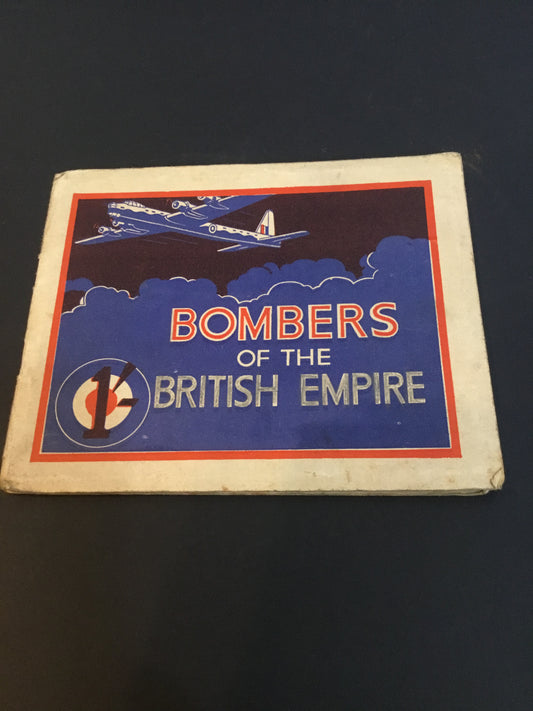 BOMBERS
OF THE
BRITISH EMPIRE
1/-